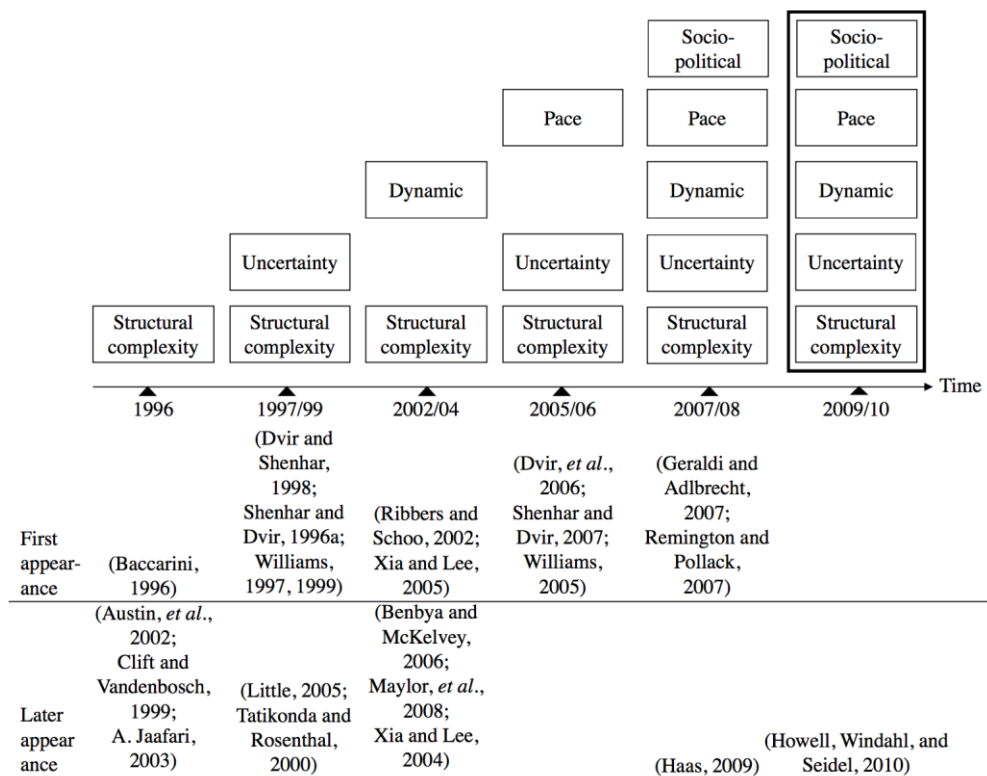 Socio-
political
Socio-
political
Pace
Pace
Pace
Dynamic
Dynamic
Dynamic
Uncertainty
Uncertainty
Uncertainty
Uncertainty
Structural
complexity
Structural
complexity
Structural
complexity
Structural
complexity
Structural
complexity
Structural
complexity
Time
1996
1997/99
2002/04
2005/06
2007/08
2009/10
First
appear-
ance
(Baccarini,
1996)
(Dvir and
Shenhar,
1998;
Shenhar and
Dvir, 1996a;
Williams,
1997, 1999)
(Ribbers and
Schoo, 2002;
Xia and Lee,
2005)
(Dvir, et al.,
2006;
Shenhar and
Dvir, 2007;
Williams,
2005)
(Geraldi and
Adlbrecht,
2007;
Remington and
Pollack,
2007)
Later
appear
ance
(Austin, et al.,
2002;
Clift and
Vandenbosch,
1999;
A. Jaafari,
2003)
(Little, 2005;
Tatikonda and
Rosenthal,
2000)
(Benbya and
McKelvey,
2006;
Maylor, et al.,
2008;
Xia and Lee,
2004)
(Haas, 2009)
(Howell, Windahl, and
Seidel, 2010)